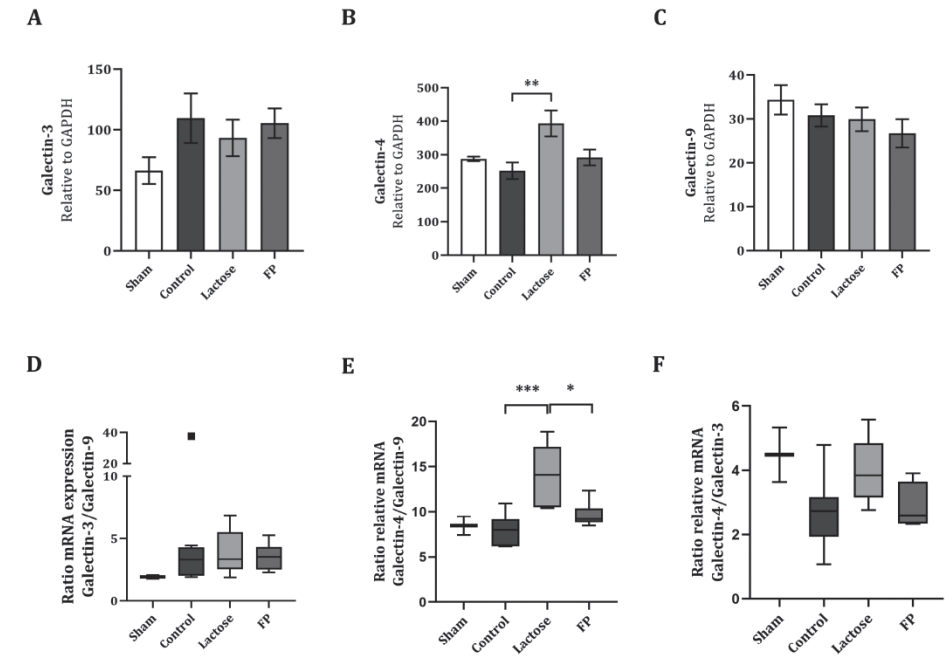 A
Galectin-3
Relative to GAPDH
150
100
50
0
Sham
Control
Lactose
FP
B
Galectin-4
Relative to GAPDH
500
400
300
200
100
0
**
Sham
Control
Lactose
FP
C
Galectin-9
Relative to GAPDH
40
30
20
10
0
Sham
Control
Lactose
FP
D
Ratio mRNA expression
Galectin-3/Galectin-9
40
20
10
5
0
Sham
Control
Lactose
FP
E
Ratio relative mRNA
Galectin-4/Galectin-9
20
15
10
5
0
***
*
Sham
Control
Lactose
FP
F
Ratio relative mRNA
Galectin-4/Galectin-3
6
4
2
0
Sham
Control
Lactose
FP